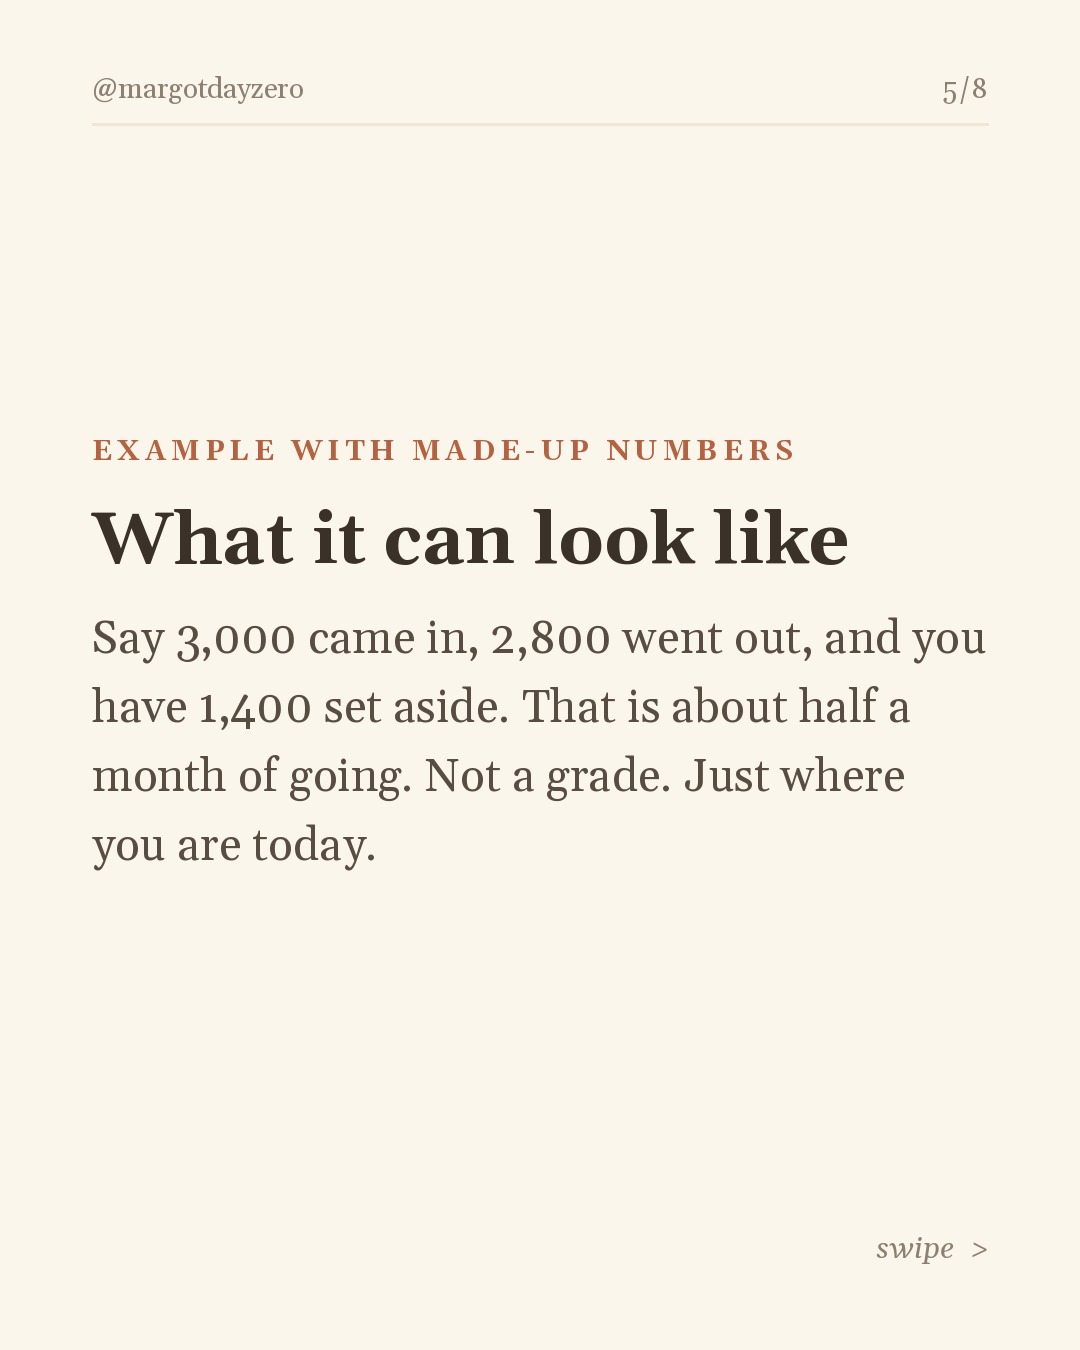 @margotdayzero
5/8
EXAMPLE WITH MADE-UP NUMBERS
What it can look like
Say 3,000 came in, 2,800 went out, and you
have 1,400 set aside. That is about half a
month of going. Not a grade. Just where
you are today.
swipe >